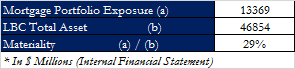 Mortgage Portfolio Exposure (a) 13369
LBC Total Asset (b) 46854
Materiality (a) / (b) 29%
* In $ Millions (Internal Financial Statement)